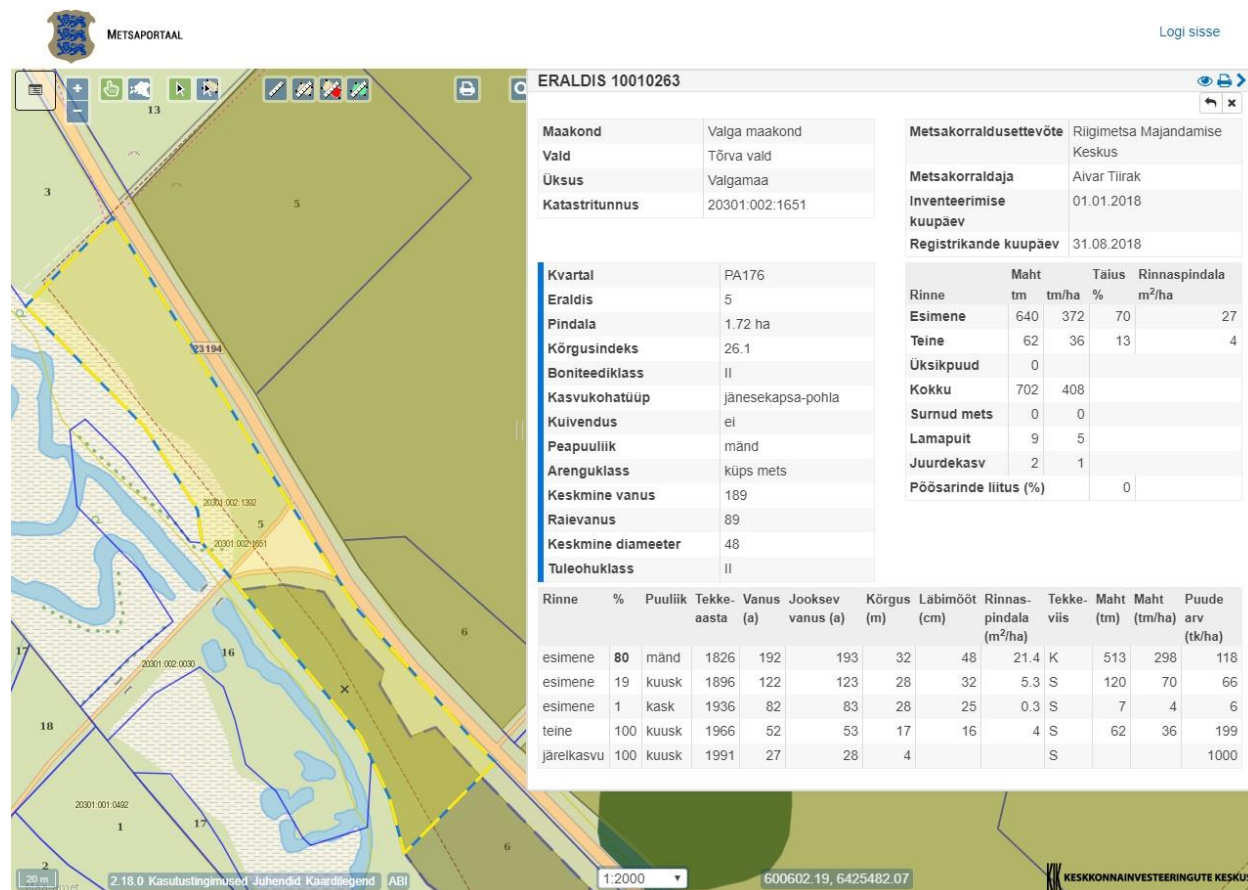 METSAPORTAAL
Logi sisse
ERALDIS 10010263
Maakond Valga maakond
Vald Tõrva vald
Üksus Valgamaa
Katastritunnus 20301:002:1651
Metsakorraldusettevõte Riigimetsa Majandamise
Keskus
Metsakorraldaja Aivar Tiirak
Inventeerimise 01.01.2018
kuupäev
Registrikande kuupäev 31.08.2018
Kvartal PA176
Eraldis 5
Pindala 1.72 ha
Kõrgusindeks 26.1
Boniteediklass II
Kasvukohatüüp jänesekapsa-pohla
Kuivendus ei
Peapuuliik mänd
Arenguklass küps mets
Keskmine vanus 189
Raievanus 89
Keskmine diameeter 48
Tuleohuklass II
Maht Täius Rinnaspindala
Rinne tm tm/ha % m²/ha
Esimene 640 372 70 27
Teine 62 36 13 4
Üksikpuud 0
Kokku 702 408
Surnud mets 0 0
Lamapuit 9 5
Juurdekasv 2 1
Põõsarinde liitus (%) 0
Rinne % Puuliik Tekke- Vanus Jooksev Kõrgus Läbimõõt Rinnas- Tekke- Maht Maht Puude
aasta (a) vanus (a) (m) (cm) pindala viis (tm) (tm/ha) arv
(m²/ha) (tk/ha)
esimene 80 mänd 1826 192 193 32 48 21.4 K 513 298 118
esimene 19 kuusk 1896 122 123 28 32 5.3 S 120 70 66
esimene 1 kask 1936 82 83 28 25 0.3 S 7 4 6
teine 100 kuusk 1966 52 53 17 16 4 S 62 36 199
järelkasvu 100 kuusk 1991 27 28 4 S 1000
13
3
5
23194
20301:002:1392
5
20301:002:1651
6
17
16
20301:002:0030
18
20301:001:0492
1
17
6
2
20 m
2.18.0 Kasutustingimused Juhendid Kaardilegend ABI
1:2000
600602.19, 6425482.07
KIK KESKKONNAINVESTEERINGUTE KESKUS